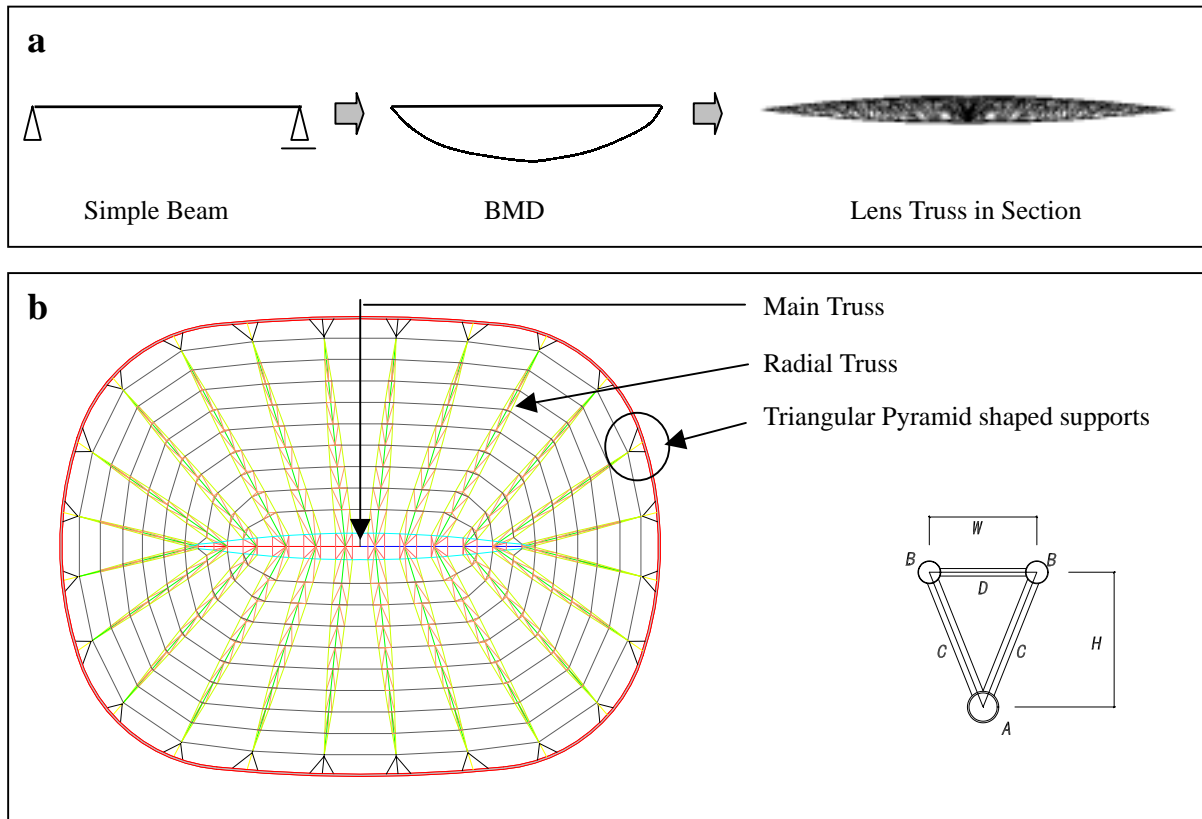 a
Simple Beam
BMD
Lens Truss in Section
b
Main Truss
Radial Truss
Triangular Pyramid shaped supports
W
B
B
D
C
C
H
A